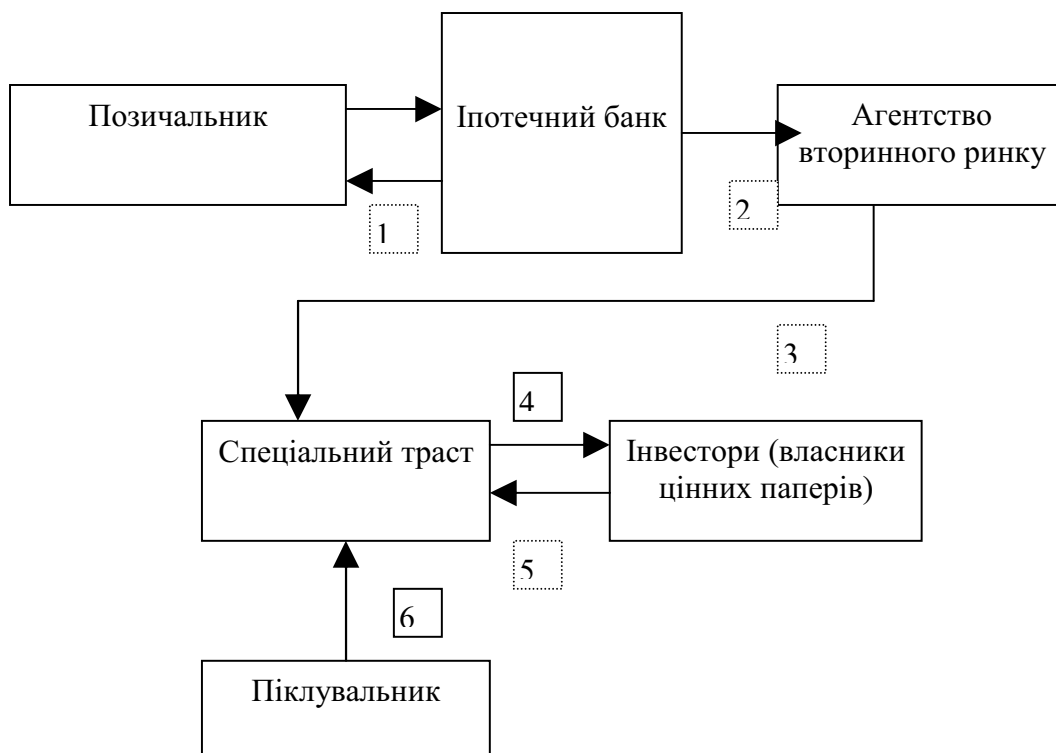 Позичальник
Іпотечний банк
Агентство
вторинного ринку
1
2
3
4
Спеціальний траст
Інвестори (власники
цінних паперів)
5
6
Піклувальник